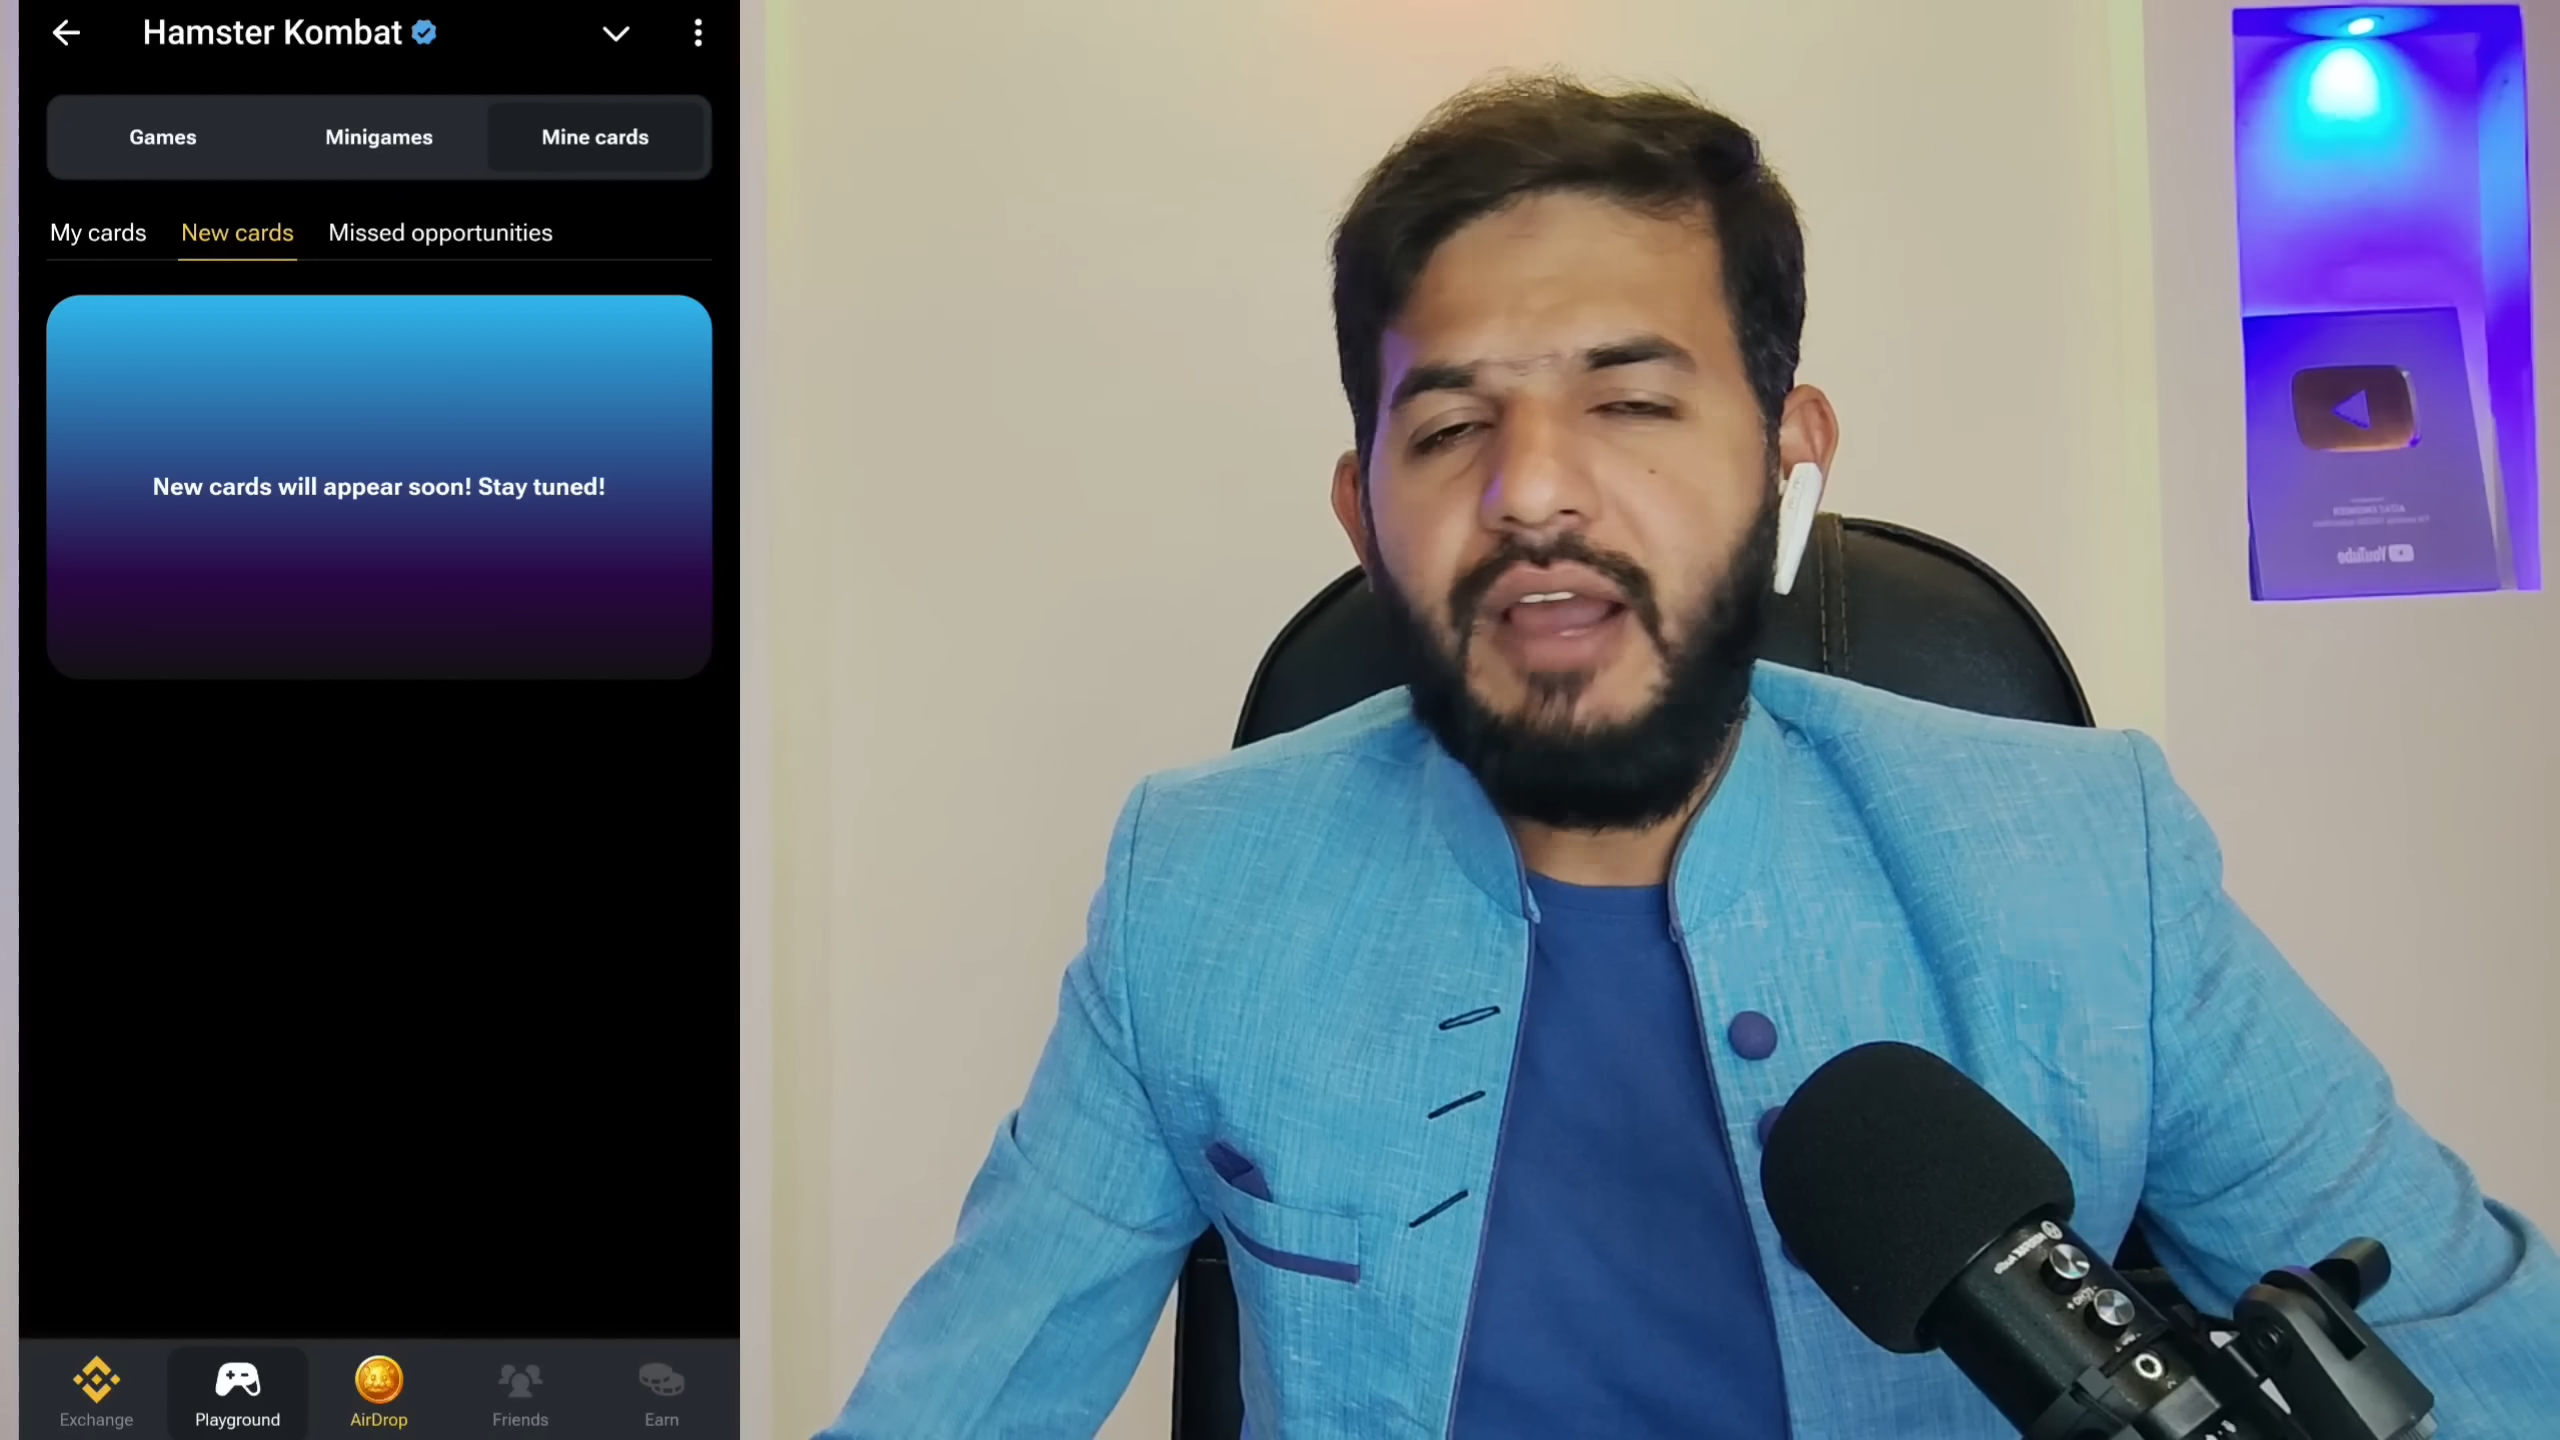 Hamster Kombat
Games
Minigames
Mine cards
My cards
New cards
Missed opportunities
New cards will appear soon! Stay tuned!
Exchange
Playground
AirDrop
Friends
Earn
YouTube